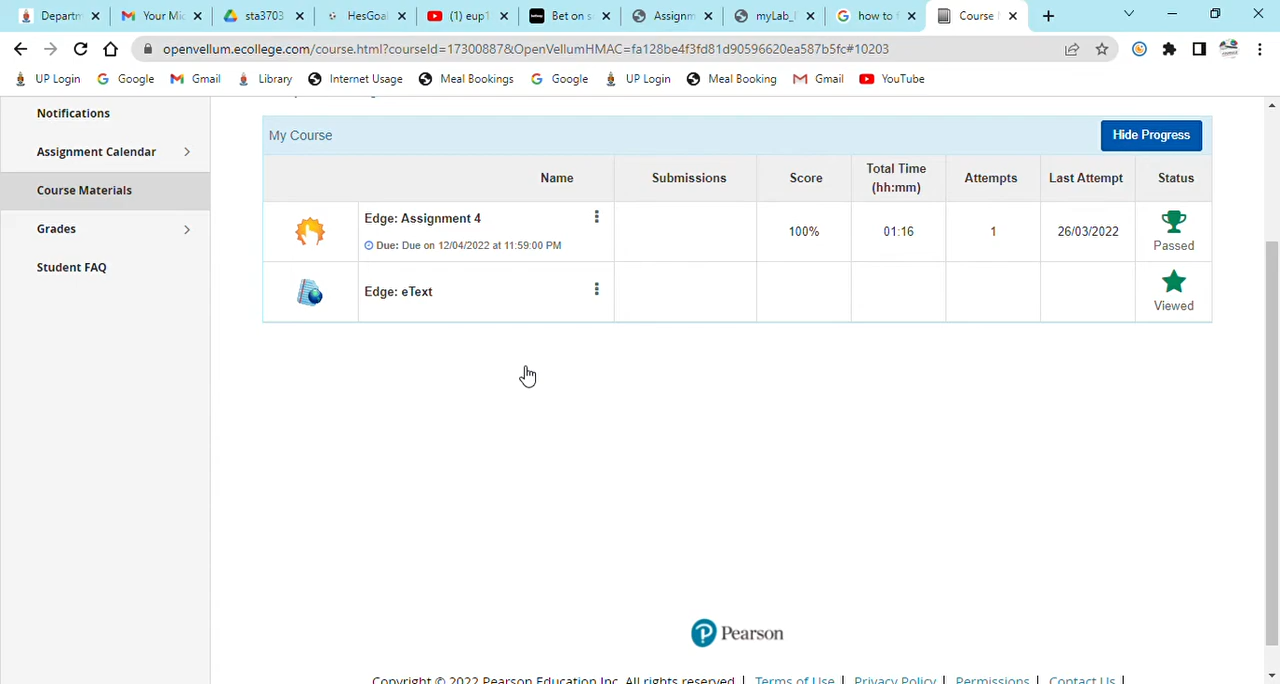 Departm
Your Mic
sta3703
HesGoal
(1) eup1
Bet on s
Assignm
myLab_
how to f
Course
openvellum.ecollege.com/course.html?courseId=17300887&OpenVellumHMAC=fa128be4f3fd81d90596620ea587b5fc#10203
UP Login Google Gmail Library Internet Usage Meal Bookings Google UP Login Meal Booking Gmail YouTube
Notifications
Assignment Calendar
Course Materials
Grades
Student FAQ
My Course
Hide Progress
Name Submissions Score Total Time (hh:mm) Attempts Last Attempt Status
Edge: Assignment 4
Due: Due on 12/04/2022 at 11:59:00 PM
100% 01:16 1 26/03/2022 Passed
Edge: eText
Viewed
Pearson
Copyright © 2022 Pearson Education Inc. All rights reserved. | Terms of Use | Privacy Policy | Permissions | Contact Us |